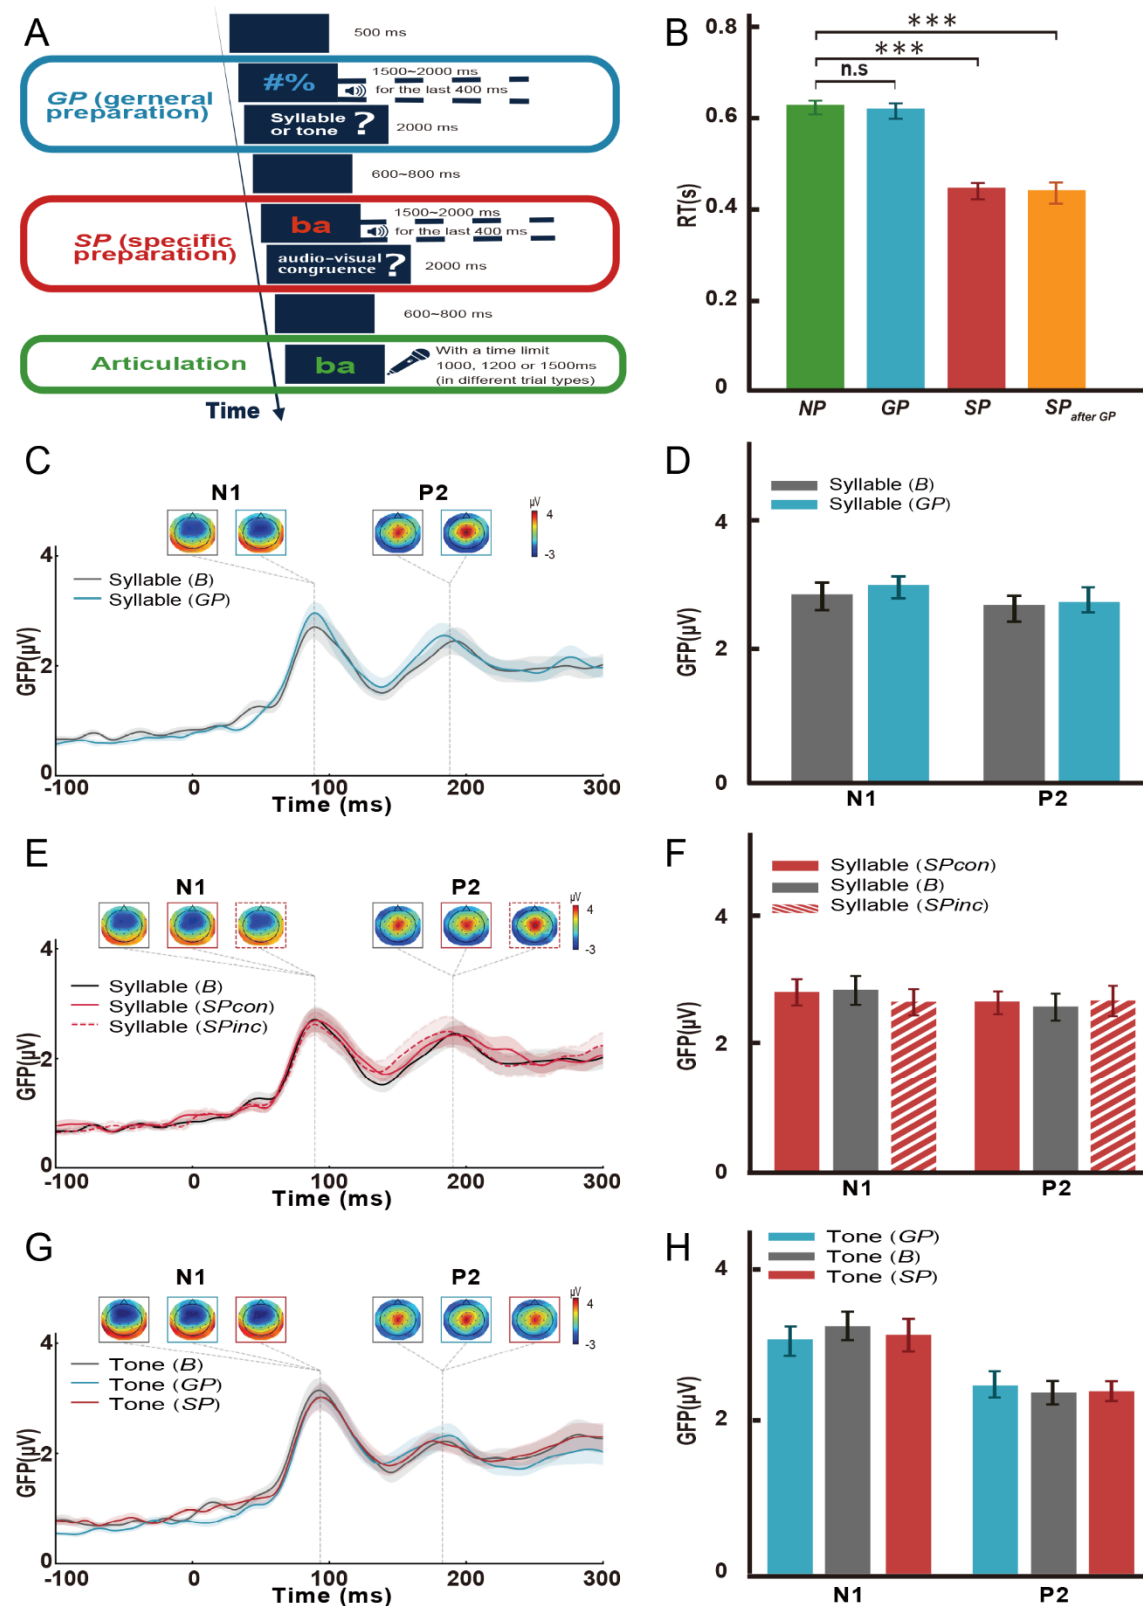 A
500 ms
#%
1500~2000 ms
for the last 400 ms
GP (gerneral
preparation)
Syllable
or tone ?
2000 ms
600~800 ms
ba
1500~2000 ms
for the last 400 ms
SP (specific
preparation)
audio-visual
congruence ?
2000 ms
600~800 ms
Articulation
ba
With a time limit
1000, 1200 or 1500ms
(in different trial types)
Time
B
0.8
0.6
0.4
0.2
0
RT(s)
***
***
n.s
NP
GP
SP
SP after GP
C
N1
P2
μV
4
-3
Syllable (B)
Syllable (GP)
GFP(μV)
4
2
0
-100
0
100
200
300
Time (ms)
D
Syllable (B)
Syllable (GP)
GFP(μV)
4
2
0
N1
P2
E
N1
P2
μV
4
-3
Syllable (B)
Syllable (SPcon)
Syllable (SPinc)
GFP(μV)
4
2
0
-100
0
100
200
300
Time (ms)
F
Syllable (SPcon)
Syllable (B)
Syllable (SPinc)
GFP(μV)
4
2
0
N1
P2
G
N1
P2
μV
4
-3
Tone (B)
Tone (GP)
Tone (SP)
GFP(μV)
4
2
0
-100
0
100
200
300
Time (ms)
H
Tone (GP)
Tone (B)
Tone (SP)
GFP(μV)
4
2
0
N1
P2